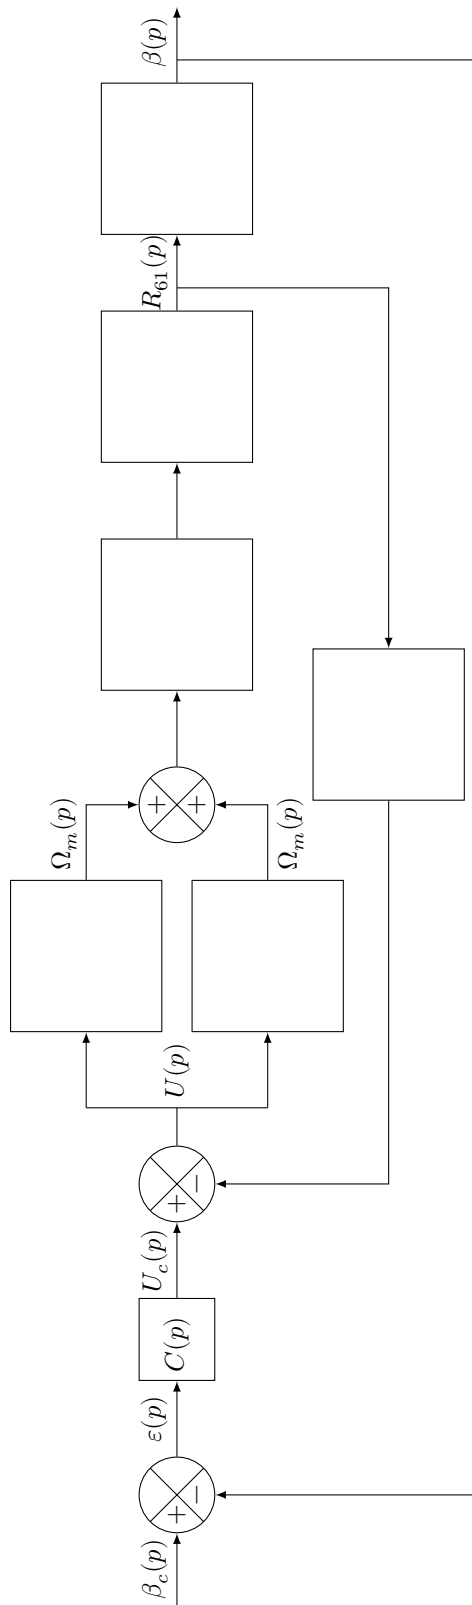 β_c(p)
+
−
ε(p)
C(p)
U_c(p)
+
−
U(p)
Ω_m(p)
Ω_m(p)
+
+
R_61(p)
β(p)